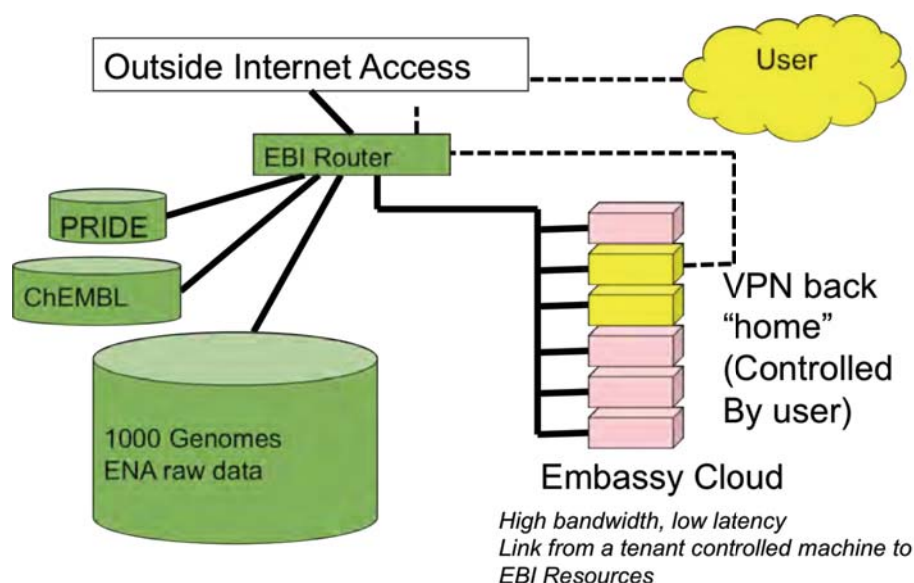 Outside Internet Access
User
EBI Router
PRIDE
ChEMBL
1000 Genomes
ENA raw data
VPN back
“home”
(Controlled
By user)
Embassy Cloud
High bandwidth, low latency
Link from a tenant controlled machine to
EBI Resources